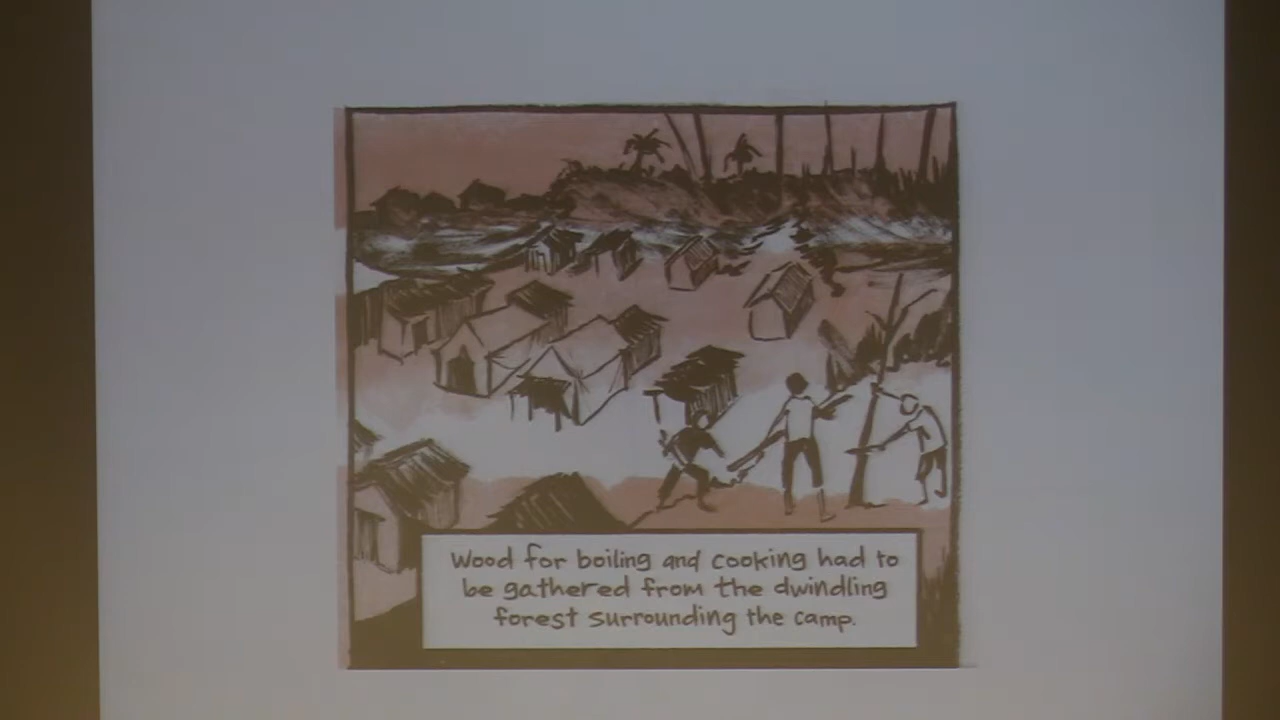 Wood for boiling and cooking had to
be gathered from the dwindling
forest surrounding the camp.